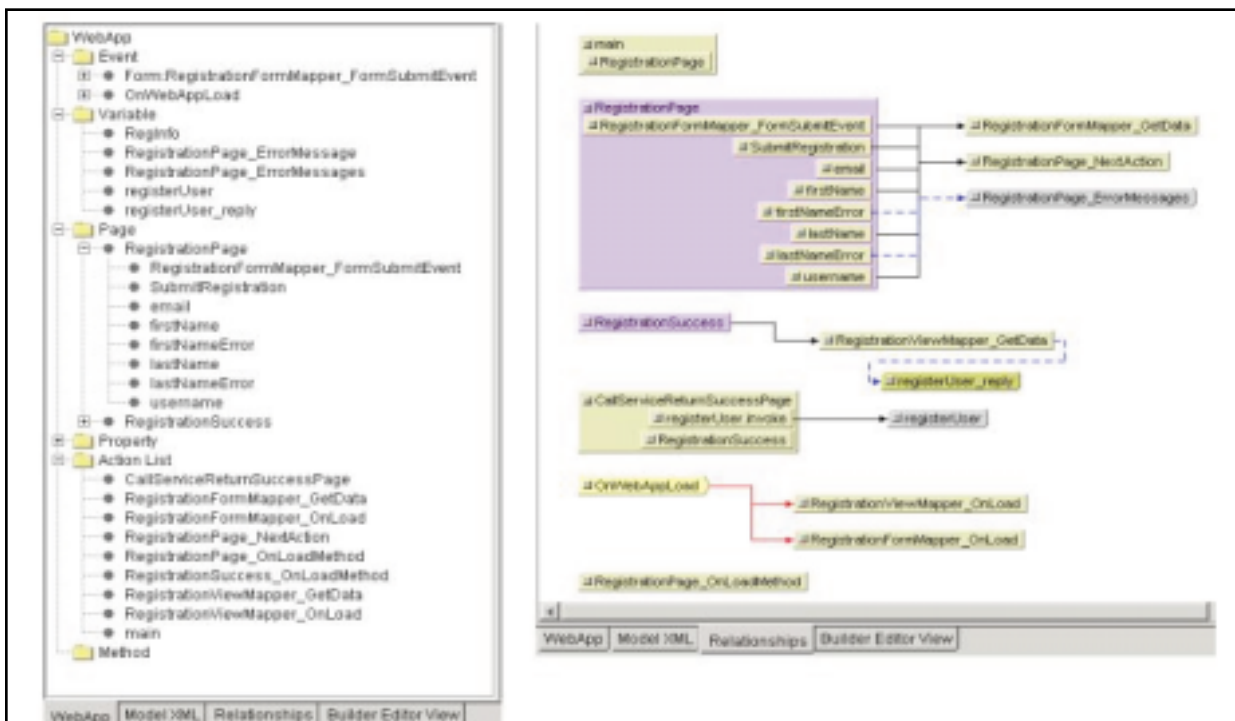 WebApp
Event
Form:RegistrationFormMapper_FormSubmitEvent
OnWebAppLoad
Variable
RegInfo
RegistrationPage_ErrorMessage
RegistrationPage_ErrorMessages
registerUser
registerUser_reply
Page
RegistrationPage
RegistrationFormMapper_FormSubmitEvent
SubmitRegistration
email
firstName
firstNameError
lastName
lastNameError
username
RegistrationSuccess
Property
Action List
CallServiceReturnSuccessPage
RegistrationFormMapper_GetData
RegistrationFormMapper_OnLoad
RegistrationPage_NextAction
RegistrationPage_OnLoadMethod
RegistrationSuccess_OnLoadMethod
RegistrationViewMapper_GetData
RegistrationViewMapper_OnLoad
main
Method
WebApp Model XML Relationships Builder Editor View
main
RegistrationPage
RegistrationPage
RegistrationFormMapper_FormSubmitEvent
SubmitRegistration
email
firstName
firstNameError
lastName
lastNameError
username
RegistrationFormMapper_GetData
RegistrationPage_NextAction
RegistrationPage_ErrorMessages
RegistrationSuccess
RegistrationViewMapper_GetData
registerUser_reply
CallServiceReturnSuccessPage
registerUser invoke
RegistrationSuccess
registerUser
OnWebAppLoad
RegistrationViewMapper_OnLoad
RegistrationFormMapper_OnLoad
RegistrationPage_OnLoadMethod
WebApp Model XML Relationships Builder Editor View